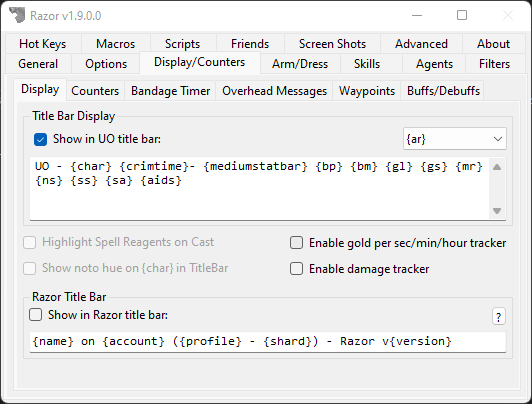 Razor v1.9.0.0
Hot Keys Macros Scripts Friends Screen Shots Advanced About
General Options Display/Counters Arm/Dress Skills Agents Filters
Display Counters Bandage Timer Overhead Messages Waypoints Buffs/Debuffs
Title Bar Display
Show in UO title bar: {ar}
UO - {char} {crimtime}- {mediumstatbar} {bp} {bm} {gl} {gs} {mr}
{ns} {ss} {sa} {aids}
Highlight Spell Reagents on Cast Enable gold per sec/min/hour tracker
Show noto hue on {char} in TitleBar Enable damage tracker
Razor Title Bar
Show in Razor title bar: ?
{name} on {account} ({profile} - {shard}) - Razor v{version}